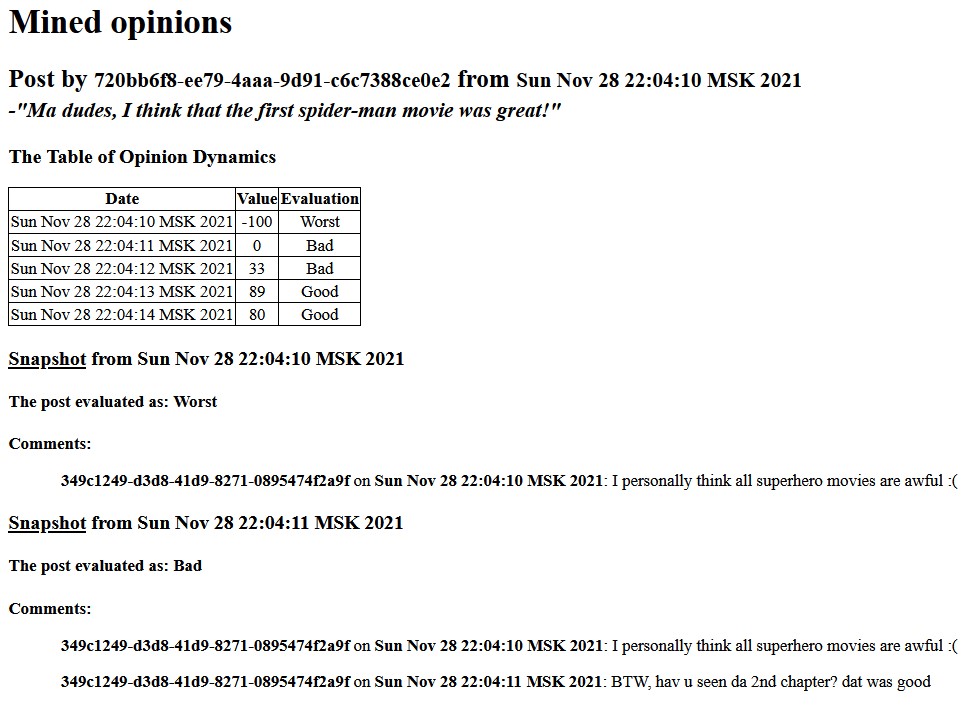 Mined opinions
Post by 720bb6f8-ee79-4aaa-9d91-c6c7388ce0e2 from Sun Nov 28 22:04:10 MSK 2021
-"Ma dudes, I think that the first spider-man movie was great!"
The Table of Opinion Dynamics
Date Value Evaluation
Sun Nov 28 22:04:10 MSK 2021 -100 Worst
Sun Nov 28 22:04:11 MSK 2021 0 Bad
Sun Nov 28 22:04:12 MSK 2021 33 Bad
Sun Nov 28 22:04:13 MSK 2021 89 Good
Sun Nov 28 22:04:14 MSK 2021 80 Good
Snapshot from Sun Nov 28 22:04:10 MSK 2021
The post evaluated as: Worst
Comments:
349c1249-d3d8-41d9-8271-0895474f2a9f on Sun Nov 28 22:04:10 MSK 2021: I personally think all superhero movies are awful :(
Snapshot from Sun Nov 28 22:04:11 MSK 2021
The post evaluated as: Bad
Comments:
349c1249-d3d8-41d9-8271-0895474f2a9f on Sun Nov 28 22:04:10 MSK 2021: I personally think all superhero movies are awful :(
349c1249-d3d8-41d9-8271-0895474f2a9f on Sun Nov 28 22:04:11 MSK 2021: BTW, hav u seen da 2nd chapter? dat was good